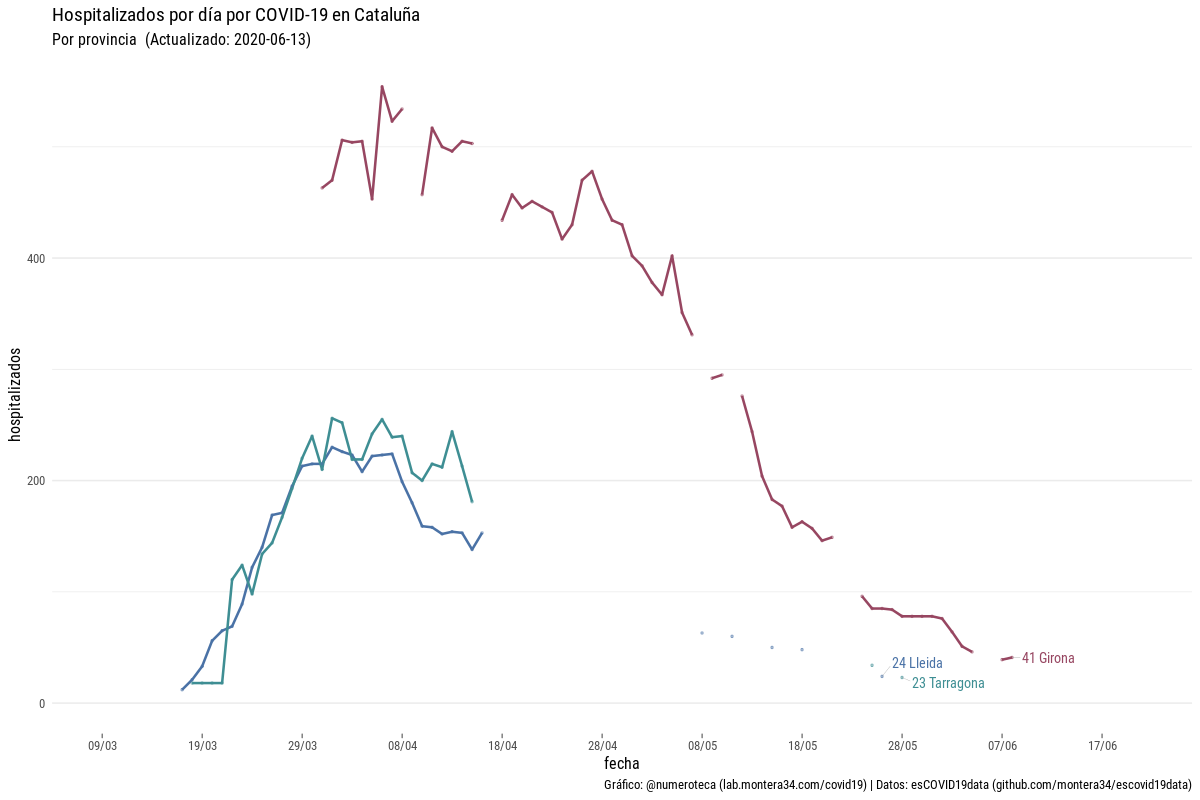 Hospitalizados por día por COVID-19 en Cataluña
Por provincia (Actualizado: 2020-06-13)
hospitalizados
400
200
0
41 Girona
24 Lleida
23 Tarragona
09/03
19/03
29/03
08/04
18/04
28/04
08/05
18/05
28/05
07/06
17/06
fecha
Gráfico: @numeroteca (lab.montera34.com/covid19) | Datos: esCOVID19data (github.com/montera34/escovid19data)